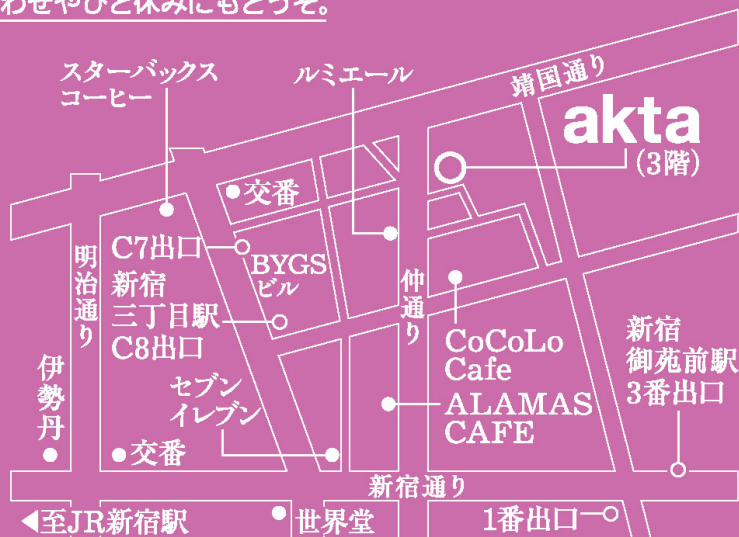 わせやひと休みにもどうぞ。
スターバックス
コーヒー
ルミエール
靖国通り
akta
(3階)
交番
C7出口
BYGS
ビル
新宿
三丁目駅
C8出口
明治通り
仲通り
CoCoLo
Cafe
ALAMAS
CAFE
新宿
御苑前駅
3番出口
伊勢丹
セブン
イレブン
交番
新宿通り
◀至JR新宿駅
世界堂
1番出口